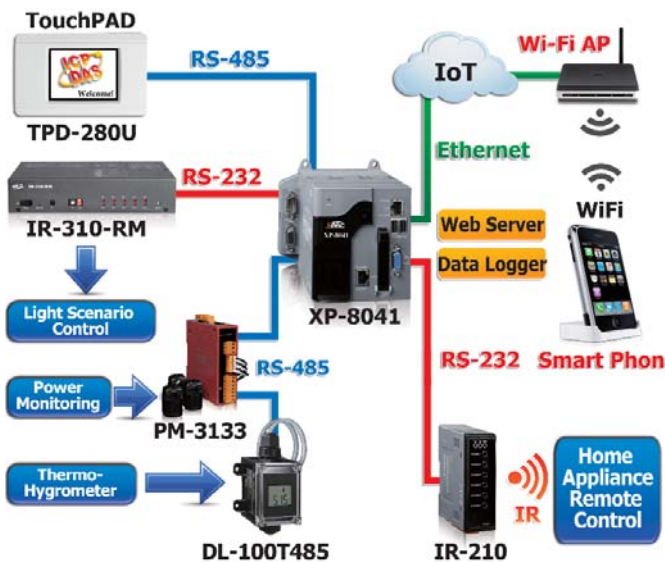 TouchPAD
ICP
DAS
Welcome!
TPD-280U
RS-485
IoT
Wi-Fi AP
Ethernet
RS-232
IR-310-RM
WiFi
Web Server
Data Logger
XP-8041
XP-8041
Light Scenario
Control
RS-485
RS-232
Smart Phon
Power
Monitoring
PM-3133
Thermo-
Hygrometer
DL-100T485
IR-210
IR
Home
Appliance
Remote
Control